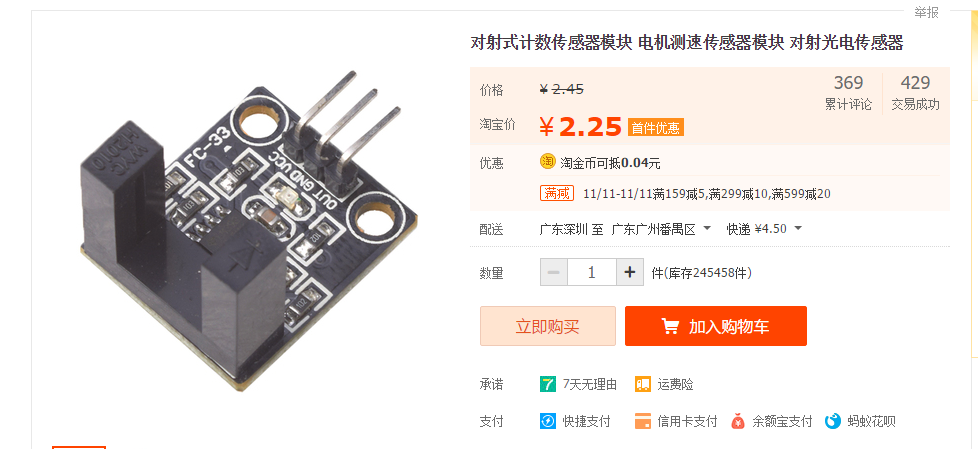 举报
对射式计数传感器模块 电机测速传感器模块 对射光电传感器
价格 ¥ 2.45
369 429
累计评论 交易成功
淘宝价 ¥ 2.25 首件优惠
优惠 淘 淘金币可抵0.04元
满减 11/11-11/11满159减5,满299减10,满599减20
配送 广东深圳 至 广东广州番禺区 快递 ¥4.50
数量 1 件(库存245458件)
立即购买 加入购物车
承诺 7 7天无理由 运费险
支付 快捷支付 信用卡支付 余额宝支付 蚂蚁花呗
FC-33
OUT GND VCC
103
103
102
102